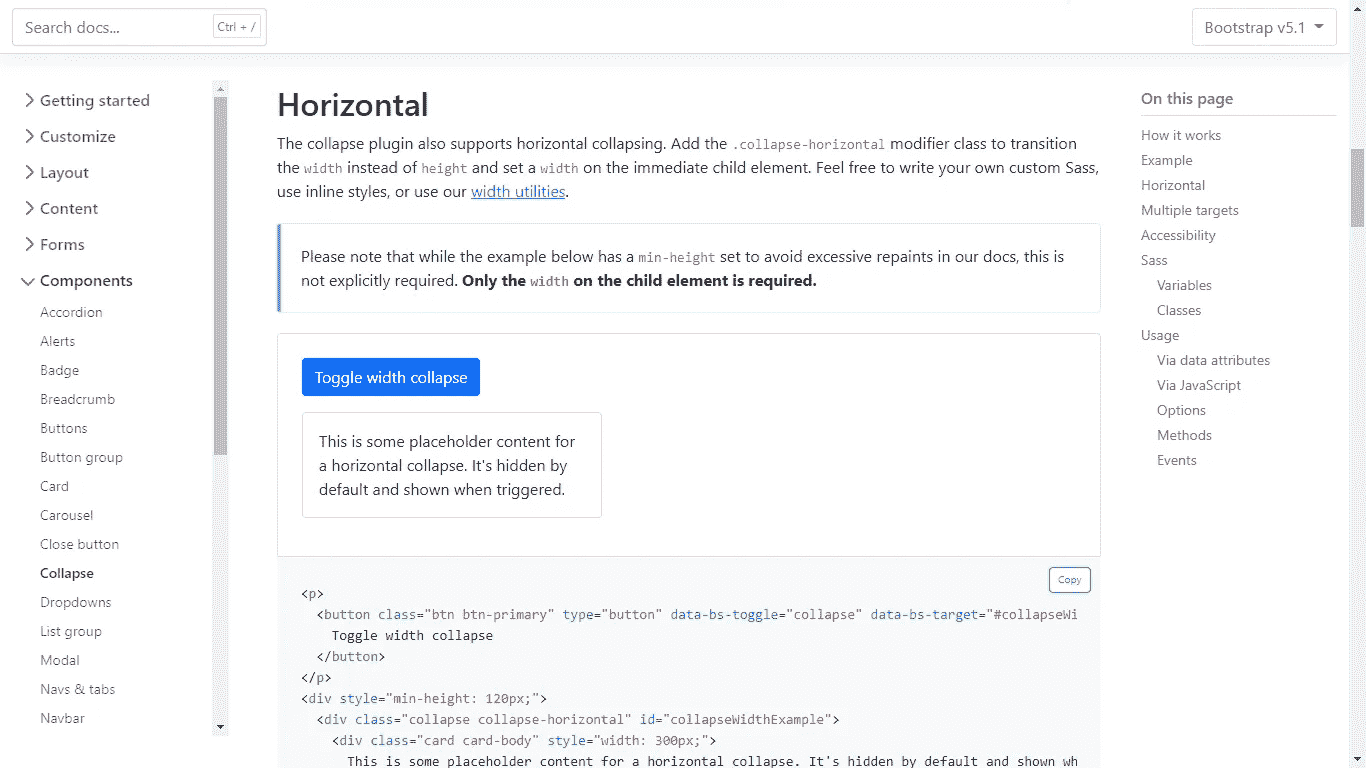 Search docs...
Ctrl + /
Bootstrap v5.1
Getting started
Customize
Layout
Content
Forms
Components
Accordion
Alerts
Badge
Breadcrumb
Buttons
Button group
Card
Carousel
Close button
Collapse
Dropdowns
List group
Modal
Navs & tabs
Navbar
Horizontal
The collapse plugin also supports horizontal collapsing. Add the .collapse-horizontal modifier class to transition
the width instead of height and set a width on the immediate child element. Feel free to write your own custom Sass,
use inline styles, or use our width utilities.
Please note that while the example below has a min-height set to avoid excessive repaints in our docs, this is
not explicitly required. Only the width on the child element is required.
Toggle width collapse
This is some placeholder content for
a horizontal collapse. It's hidden by
default and shown when triggered.
Copy
<p>
<button class="btn btn-primary" type="button" data-bs-toggle="collapse" data-bs-target="#collapseWi
Toggle width collapse
</button>
</p>
<div style="min-height: 120px;">
<div class="collapse collapse-horizontal" id="collapseWidthExample">
<div class="card card-body" style="width: 300px;">
This is some placeholder content for a horizontal collapse. It's hidden by default and shown wh
On this page
How it works
Example
Horizontal
Multiple targets
Accessibility
Sass
Variables
Classes
Usage
Via data attributes
Via JavaScript
Options
Methods
Events